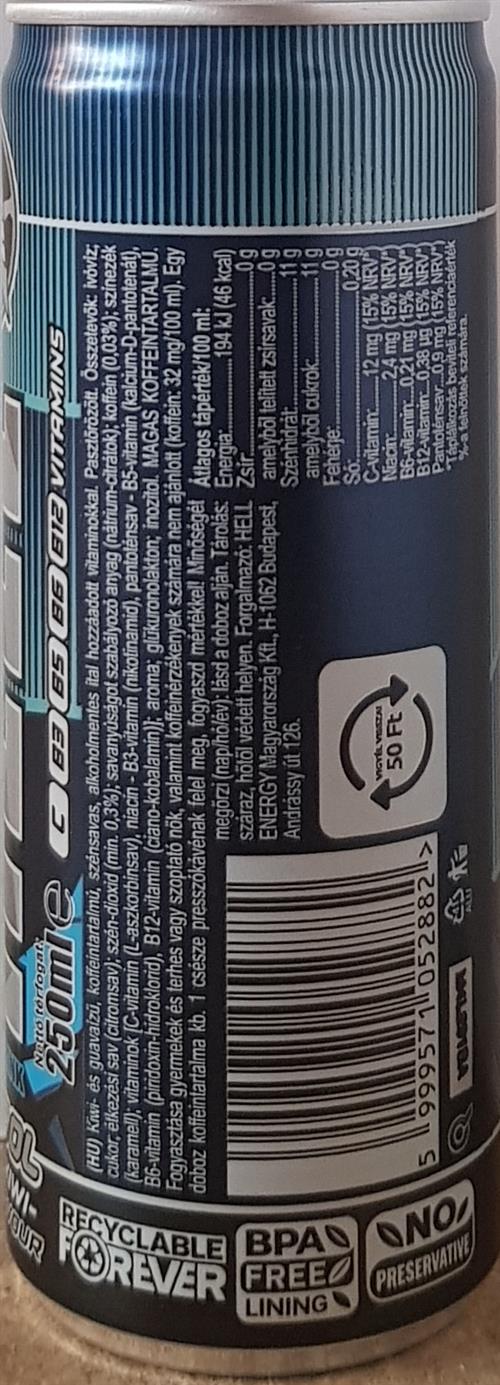 C B3 B5 B6 B12 VITAMINS
Nettó térfogat:
250ml e
(HU) Kiwi- és guavaízű, koffeintartalmú, szénsavas, alkoholmentes ital hozzáadott vitaminokkal. Pasztőrözött. Összetevők: ivóvíz;
cukor; étkezési sav (citromsav); szén-dioxid (min. 0,3%); savanyúságot szabályozó anyag (nátrium-citrátok); koffein (0,03%); színezék
(karamell); vitaminok [C-vitamin (L-aszkorbinsav), niacin - B3-vitamin (nikotinamid), pantoténsav - B5-vitamin (kalcium-D-pantotenát),
B6-vitamin (piridoxin-hidroklorid), B12-vitamin (ciano-kobalamin)]; aroma; glükuronolakton; inozitol. MAGAS KOFFEINTARTALMÚ.
Fogyasztása gyermekek és terhes vagy szoptató nők, valamint koffeinérzékenyek számára nem ajánlott (koffein: 32 mg/100 ml). Egy
doboz koffeintartalma kb. 1 csésze presszókávénak felel meg, fogyaszd mértékkel! Minőségét
megőrzi (nap/hó/év): lásd a doboz alján. Tárolás:
száraz, hőtől védett helyen. Forgalmazó: HELL
ENERGY Magyarország Kft., H-1062 Budapest,
Andrássy út 126.
Átlagos tápérték/100 ml:
Energia:.......194 kJ (46 kcal)
Zsír.......0 g
amelyből telített zsírsavak:.......0 g
Szénhidrát:.......11 g
amelyből cukrok:.......11 g
Fehérje:.......0 g
Só:.......0,20 g
C-vitamin:.......12 mg (15% NRV*)
Niacin:.......2,4 mg (15% NRV*)
B6-vitamin:.......0,21 mg (15% NRV*)
B12-vitamin:.......0,38 µg (15% NRV*)
Pantoténsav:.......0,9 mg (15% NRV*)
*Táplálkozási beviteli referenciaérték
%-a felnőttek számára.
VIGYÉL VISSZA!
50 Ft
5 999571 052882 >
ALU
RECYCLABLE
FOREVER
BPA
FREE
LINING
NO
PRESERVATIVE